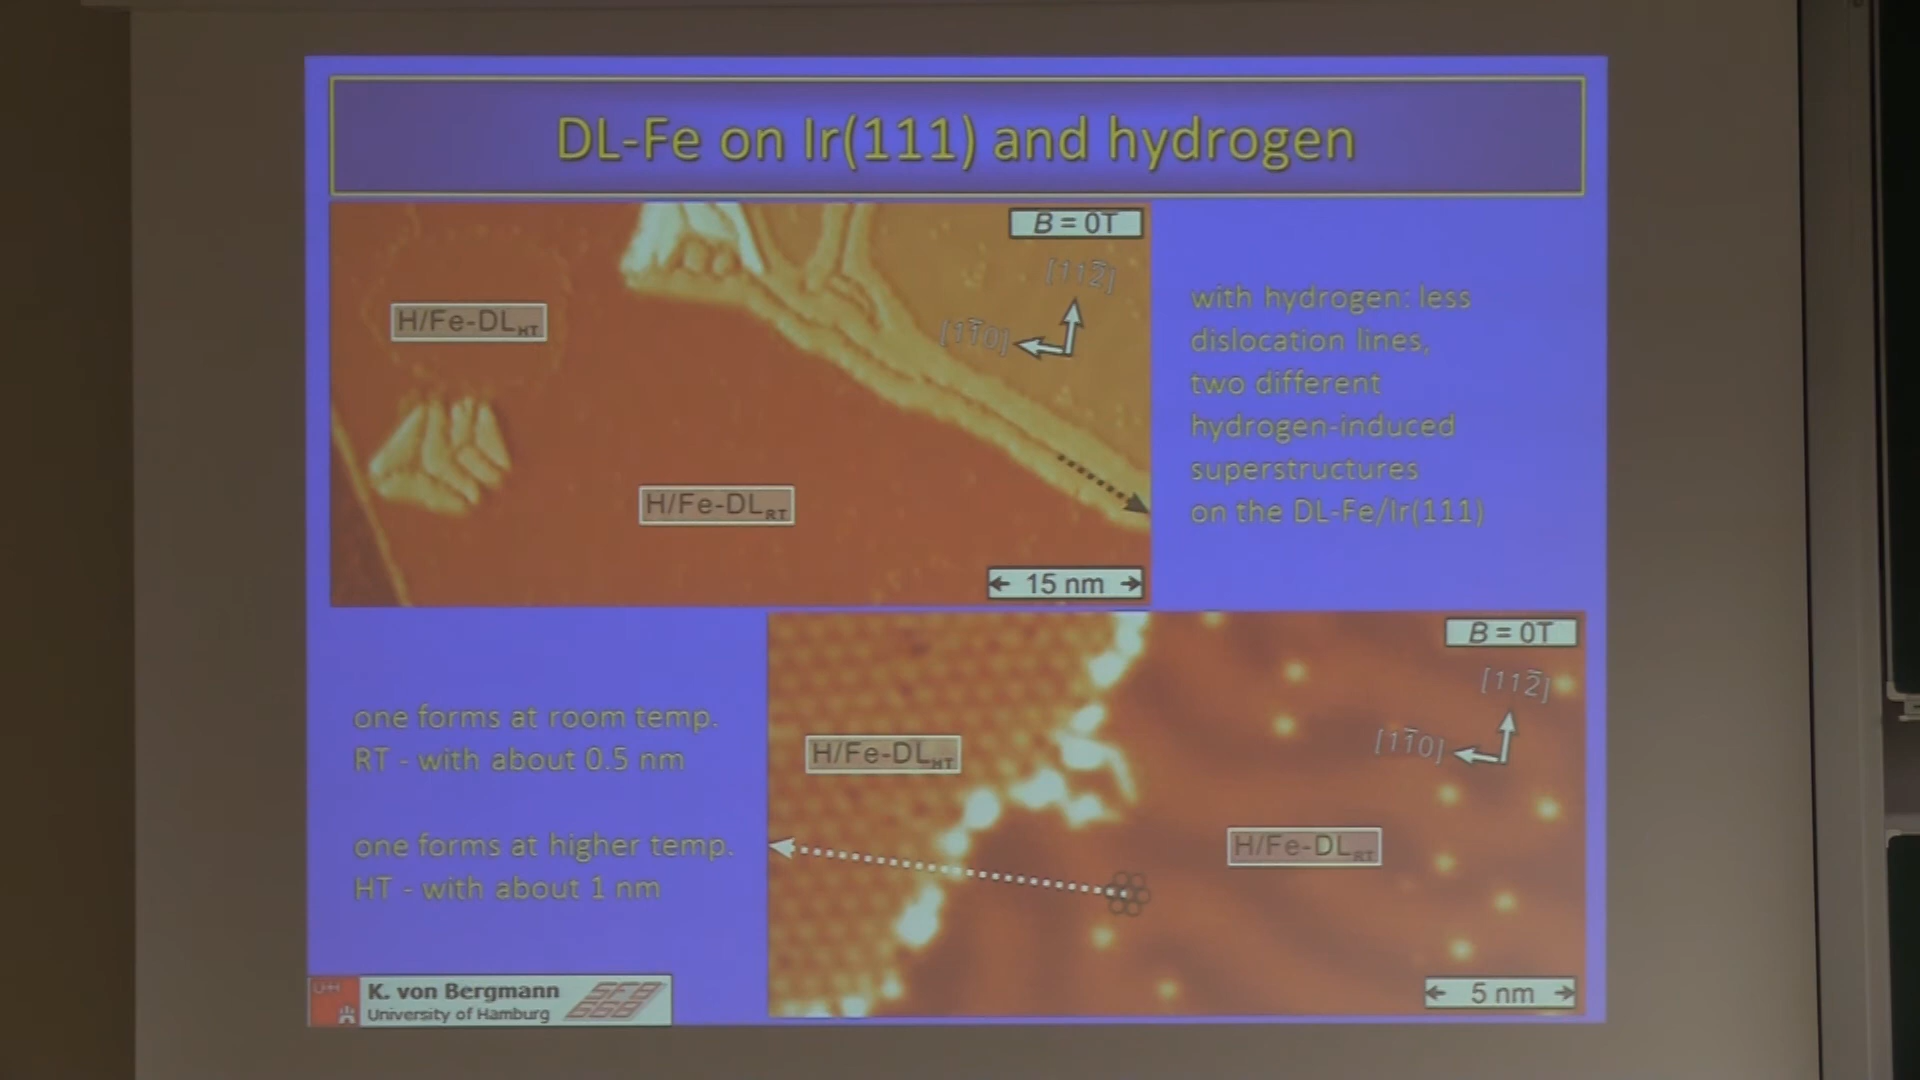 DL-Fe on Ir(111) and hydrogen
B = 0T
[112̅]
[11̅0]
H/Fe-DLHT
H/Fe-DLRT
15 nm
with hydrogen: less
dislocation lines,
two different
hydrogen-induced
superstructures
on the DL-Fe/Ir(111)
one forms at room temp.
RT - with about 0.5 nm
one forms at higher temp.
HT - with about 1 nm
B = 0T
[112̅]
[11̅0]
H/Fe-DLHT
H/Fe-DLRT
5 nm
UHH
K. von Bergmann
University of Hamburg
SFB
668